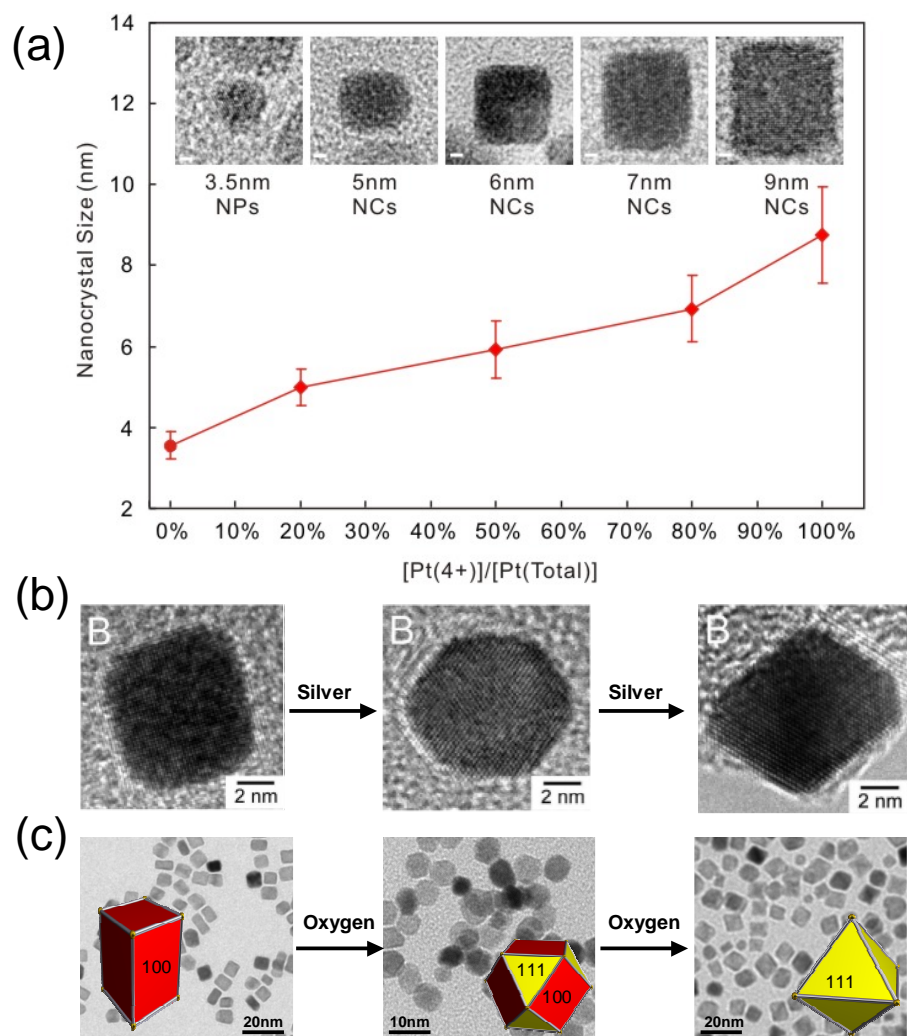 (a)
14
12
10
8
6
4
2
Nanocrystal Size (nm)
3.5nm
NPs
5nm
NCs
6nm
NCs
7nm
NCs
9nm
NCs
0% 10% 20% 30% 40% 50% 60% 70% 80% 90% 100%
[Pt(4+)]/[Pt(Total)]
(b)
B
2 nm
Silver
B
2 nm
Silver
B
2 nm
(c)
100
20nm
Oxygen
111
100
10nm
Oxygen
111
20nm